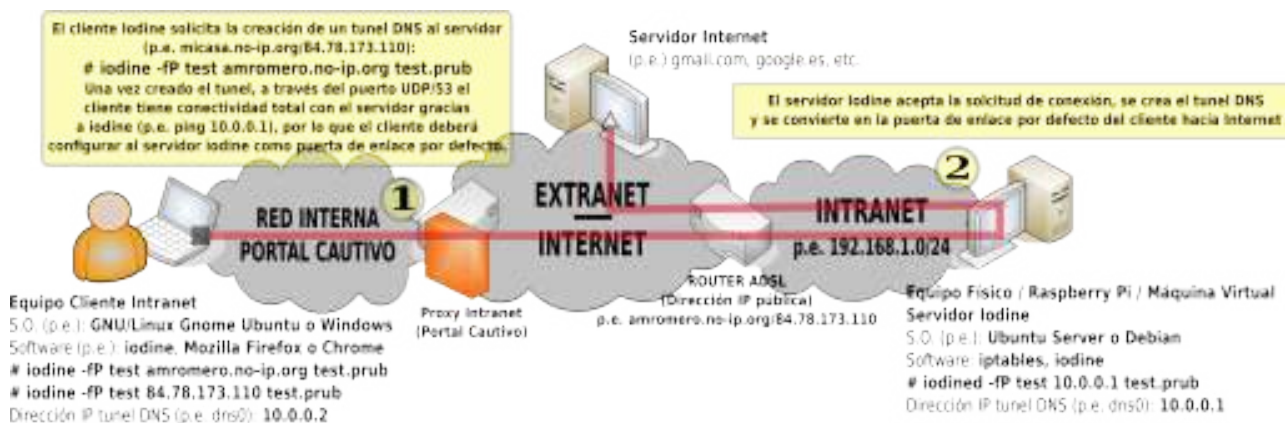 El cliente Iodine solicita la creación de un tunel DNS al servidor
(p.e. micasa.no-ip.org/84.78.173.110):
# iodine -fP test amromero.no-ip.org test.prub
Una vez creado el tunel, a través del puerto UDP/53 el
cliente tiene conectividad total con el servidor gracias
a iodine (p.e. ping 10.0.0.1), por lo que el cliente deberá
configurar al servidor iodine como puerta de enlace por defecto.
Servidor Internet
(p.e.) gmail.com, google.es, etc.
El servidor Iodine acepta la solcitud de conexión, se crea el tunel DNS
y se convierte en la puerta de enlace por defecto del cliente hacia Internet
1
2
RED INTERNA
PORTAL CAUTIVO
EXTRANET
INTERNET
INTRANET
p.e. 192.168.1.0/24
Proxy Intranet
(Portal Cautivo)
ROUTER ADSL
(Dirección IP pública)
p.e. amromero.no-ip.org/84.78.173.110
Equipo Cliente Intranet
S.O. (p.e.): GNU/Linux Gnome Ubuntu o Windows
Software (p.e.): iodine, Mozilla Firefox o Chrome
# iodine -fP test amromero.no-ip.org test.prub
# iodine -fP test 84.78.173.110 test.prub
Dirección IP tunel DNS (p.e. dns0): 10.0.0.2
Equipo Físico / Raspberry Pi / Máquina Virtual
Servidor Iodine
S.O. (p.e.): Ubuntu Server o Debian
Software: iptables, iodine
# iodined -fP test 10.0.0.1 test.prub
Dirección IP tunel DNS (p.e. dns0): 10.0.0.1